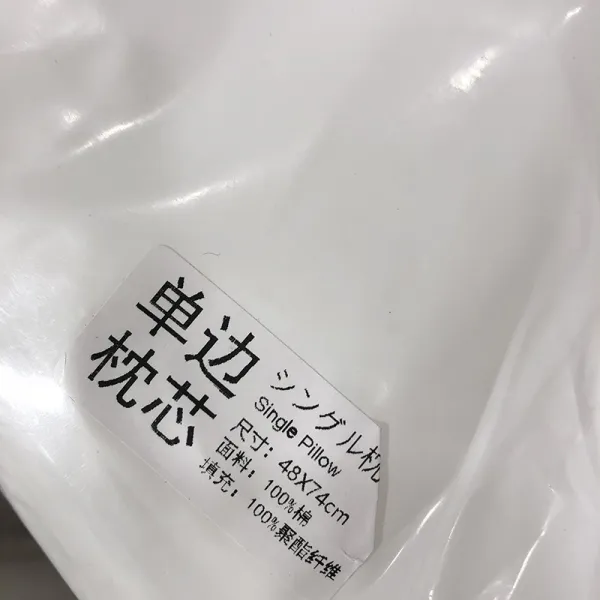 单边
枕芯
シングル枕
Single Pillow
尺寸：48X74cm
面料：100%棉
填充：100%聚酯纤维